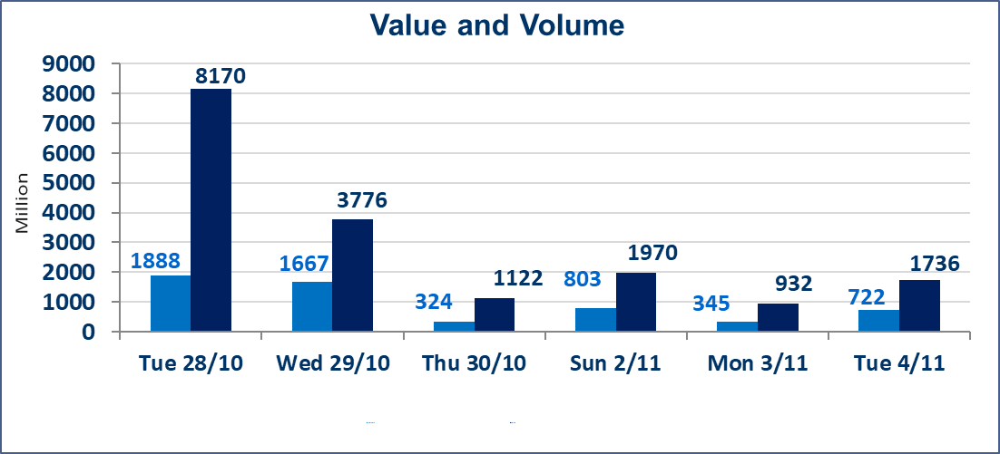 Value and Volume
9000
8000
7000
6000
5000
4000
3000
2000
1000
0
Million
1888
8170
1667
3776
324
1122
803
1970
345
932
722
1736
Tue 28/10
Wed 29/10
Thu 30/10
Sun 2/11
Mon 3/11
Tue 4/11